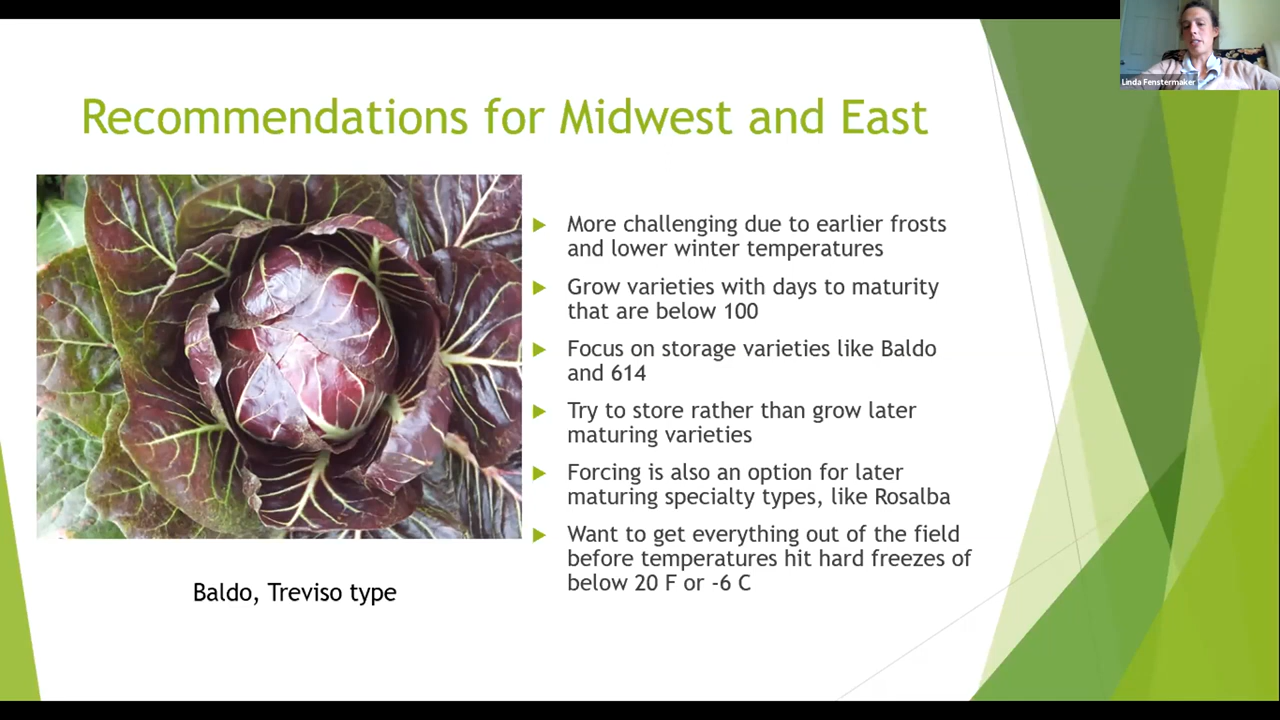 Linda Fenstermaker
Recommendations for Midwest and East
More challenging due to earlier frosts
and lower winter temperatures
Grow varieties with days to maturity
that are below 100
Focus on storage varieties like Baldo
and 614
Try to store rather than grow later
maturing varieties
Forcing is also an option for later
maturing specialty types, like Rosalba
Want to get everything out of the field
before temperatures hit hard freezes of
below 20 F or -6 C
Baldo, Treviso type